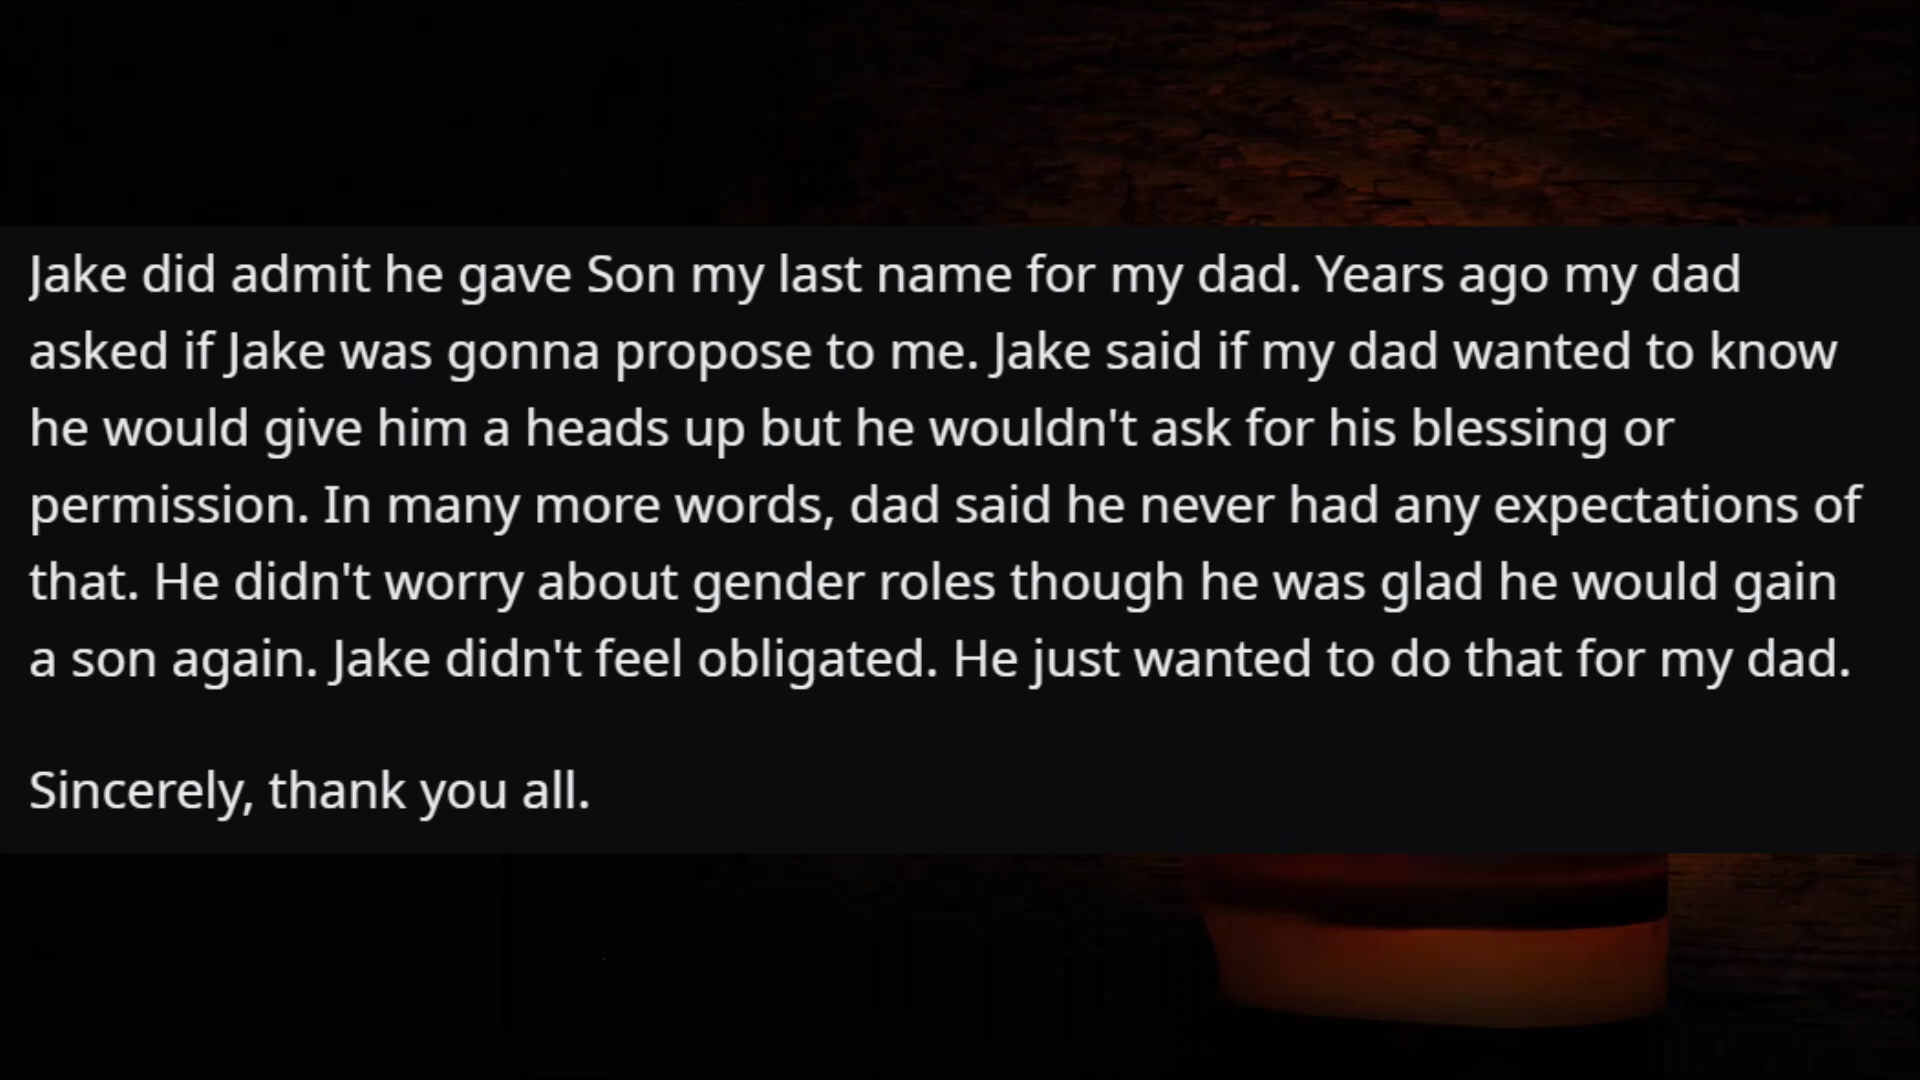 Jake did admit he gave Son my last name for my dad. Years ago my dad
asked if Jake was gonna propose to me. Jake said if my dad wanted to know
he would give him a heads up but he wouldn't ask for his blessing or
permission. In many more words, dad said he never had any expectations of
that. He didn't worry about gender roles though he was glad he would gain
a son again. Jake didn't feel obligated. He just wanted to do that for my dad.
Sincerely, thank you all.